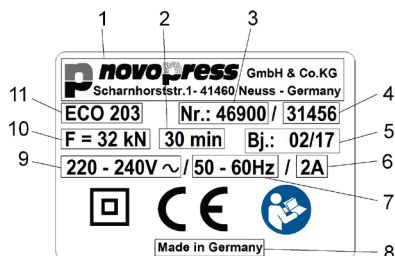 1
2
3
novopress GmbH & Co.KG
Scharnhorststr.1- 41460 Neuss - Germany
11
ECO 203
Nr.: 46900 / 31456
4
10
F = 32 kN
30 min
Bj.: 02/17
5
9
220 - 240V ~ / 50 - 60Hz / 2A
6
7
CE
Made in Germany
8